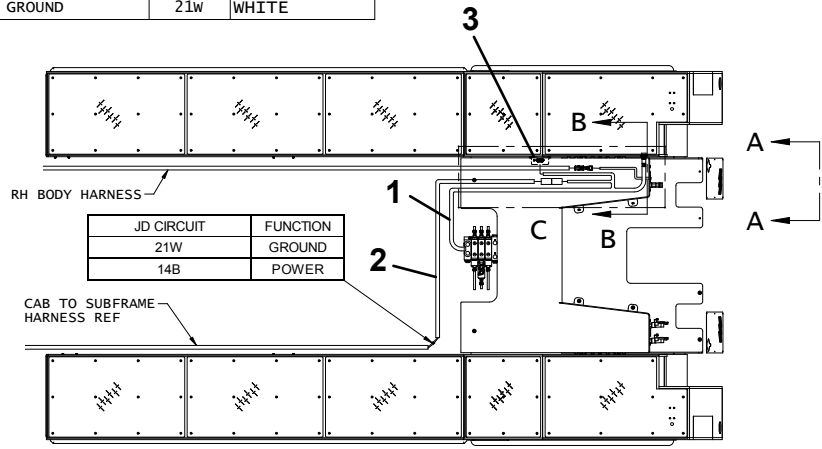 GROUND 21W WHITE
3
B
A
RH BODY HARNESS
1
A
JD CIRCUIT FUNCTION
21W GROUND
14B POWER
C
B
2
CAB TO SUBFRAME
HARNESS REF